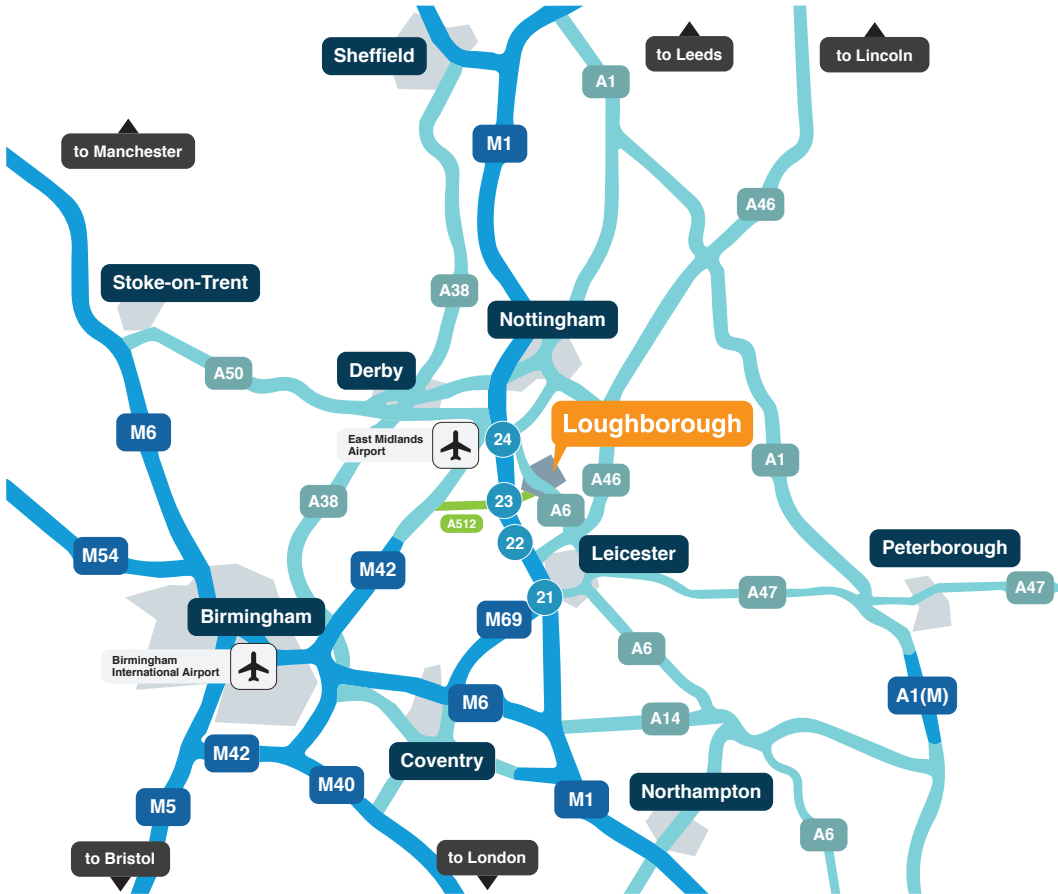 Sheffield
to Leeds
to Lincoln
A1
M1
to Manchester
A46
Stoke-on-Trent
A38
Nottingham
Derby
A50
Loughborough
M6
East Midlands
Airport
24
A1
A46
A38
23
A6
A512
22
Leicester
Peterborough
M54
M42
A47
A47
21
Birmingham
M69
A6
Birmingham
International Airport
M6
A1(M)
A14
M42
Coventry
M40
Northampton
M1
M5
A6
to Bristol
to London